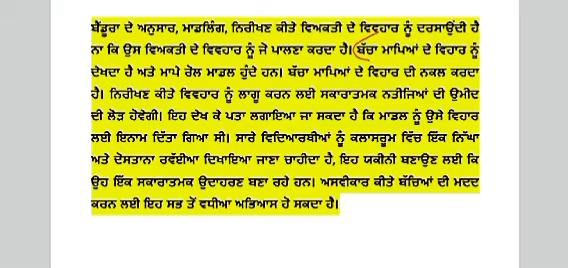 ਬੈਂਡੂਰਾ ਦੇ ਅਨੁਸਾਰ, ਮਾਡਲਿੰਗ, ਨਿਰੀਖਣ ਕੀਤੇ ਵਿਅਕਤੀ ਦੇ ਵਿਵਹਾਰ ਨੂੰ ਦਰਸਾਉਂਦੀ ਹੈ
ਨਾ ਕਿ ਉਸ ਵਿਅਕਤੀ ਦੇ ਵਿਵਹਾਰ ਨੂੰ ਜੋ ਪਾਲਣਾ ਕਰਦਾ ਹੈ। ਬੱਚਾ ਮਾਪਿਆਂ ਦੇ ਵਿਹਾਰ ਨੂੰ
ਦੇਖਦਾ ਹੈ ਅਤੇ ਮਾਪੇ ਰੋਲ ਮਾਡਲ ਹੁੰਦੇ ਹਨ। ਬੱਚਾ ਮਾਪਿਆਂ ਦੇ ਵਿਹਾਰ ਦੀ ਨਕਲ ਕਰਦਾ
ਹੈ। ਨਿਰੀਖਣ ਕੀਤੇ ਵਿਵਹਾਰ ਨੂੰ ਲਾਗੂ ਕਰਨ ਲਈ ਸਕਾਰਾਤਮਕ ਨਤੀਜਿਆਂ ਦੀ ਉਮੀਦ
ਦੀ ਲੋੜ ਹੋਵੇਗੀ। ਇਹ ਦੇਖ ਕੇ ਪਤਾ ਲਗਾਇਆ ਜਾ ਸਕਦਾ ਹੈ ਕਿ ਮਾਡਲ ਨੂੰ ਉਸੇ ਵਿਹਾਰ
ਲਈ ਇਨਾਮ ਦਿੱਤਾ ਗਿਆ ਸੀ। ਸਾਰੇ ਵਿਦਿਆਰਥੀਆਂ ਨੂੰ ਕਲਾਸਰੂਮ ਵਿੱਚ ਇੱਕ ਨਿੱਘਾ
ਅਤੇ ਦੋਸਤਾਨਾ ਰਵੱਈਆ ਦਿਖਾਇਆ ਜਾਣਾ ਚਾਹੀਦਾ ਹੈ, ਇਹ ਯਕੀਨੀ ਬਣਾਉਣ ਲਈ ਕਿ
ਉਹ ਇੱਕ ਸਕਾਰਾਤਮਕ ਉਦਾਹਰਣ ਬਣਾ ਰਹੇ ਹਨ। ਅਸਵੀਕਾਰ ਕੀਤੇ ਬੱਚਿਆਂ ਦੀ ਮਦਦ
ਕਰਨ ਲਈ ਇਹ ਸਭ ਤੋਂ ਵਧੀਆ ਅਭਿਆਸ ਹੋ ਸਕਦਾ ਹੈ।